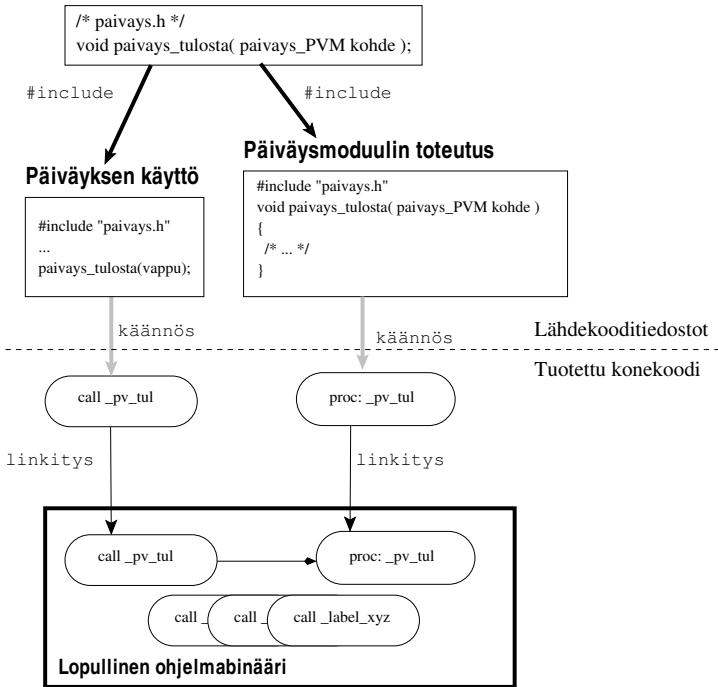 /* paivays.h */
void paivays_tulosta( paivays_PVM kohde );
#include
#include
Päiväyksen käyttö
Päiväysmoduulin toteutus
#include "paivays.h"
...
paivays_tulosta(vappu);
#include "paivays.h"
void paivays_tulosta( paivays_PVM kohde )
{
/* ... */
}
käännös
käännös
Lähdekooditiedostot
Tuotettu konekoodi
call _pv_tul
proc: _pv_tul
linkitys
linkitys
call _pv_tul
proc: _pv_tul
call _
call _
call _label_xyz
Lopullinen ohjelmabinääri